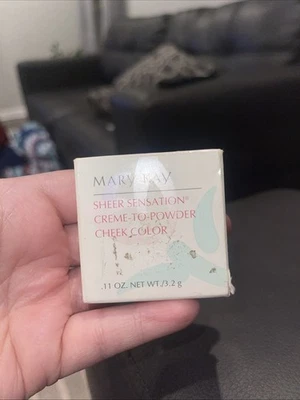 MARY KAY
SHEER SENSATION®
CREME-TO-POWDER
CHEEK COLOR
.11 OZ. NET WT./3.2 g